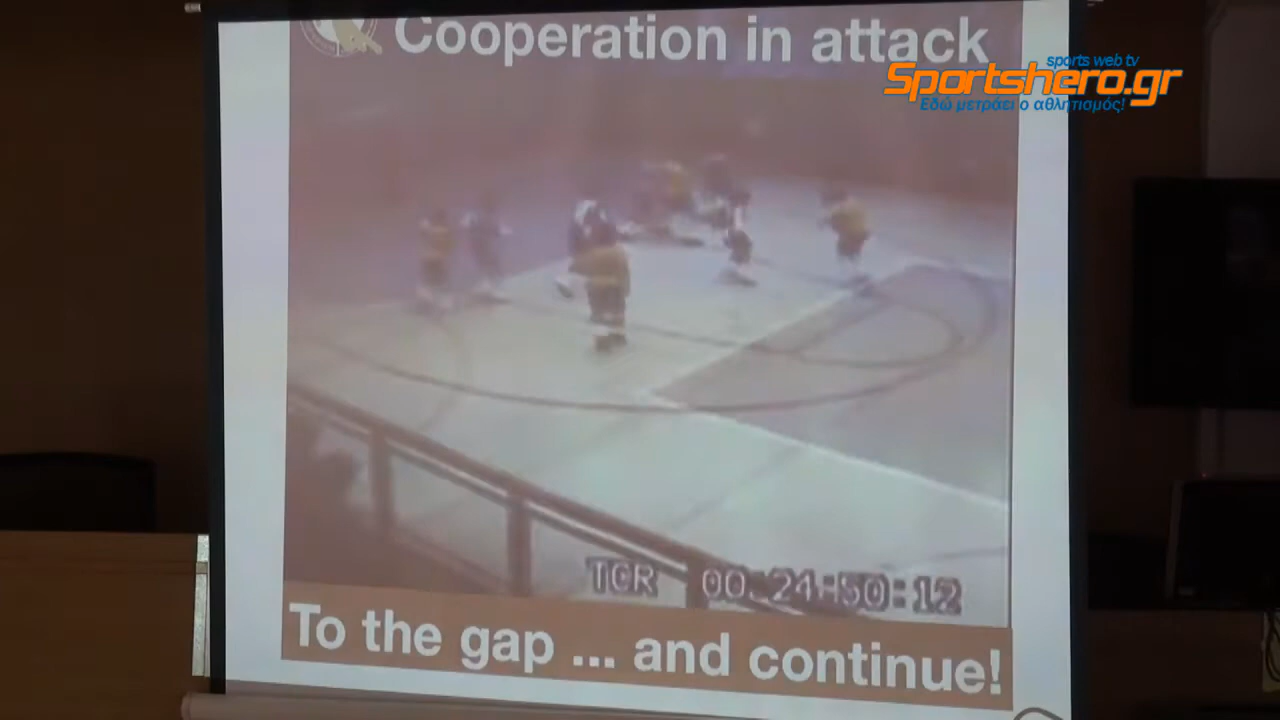 Cooperation in attack
sports web tv
Sportshero.gr
Εδώ μετράει ο αθλητισμός!
TCR 00:24:50:12
To the gap ... and continue!